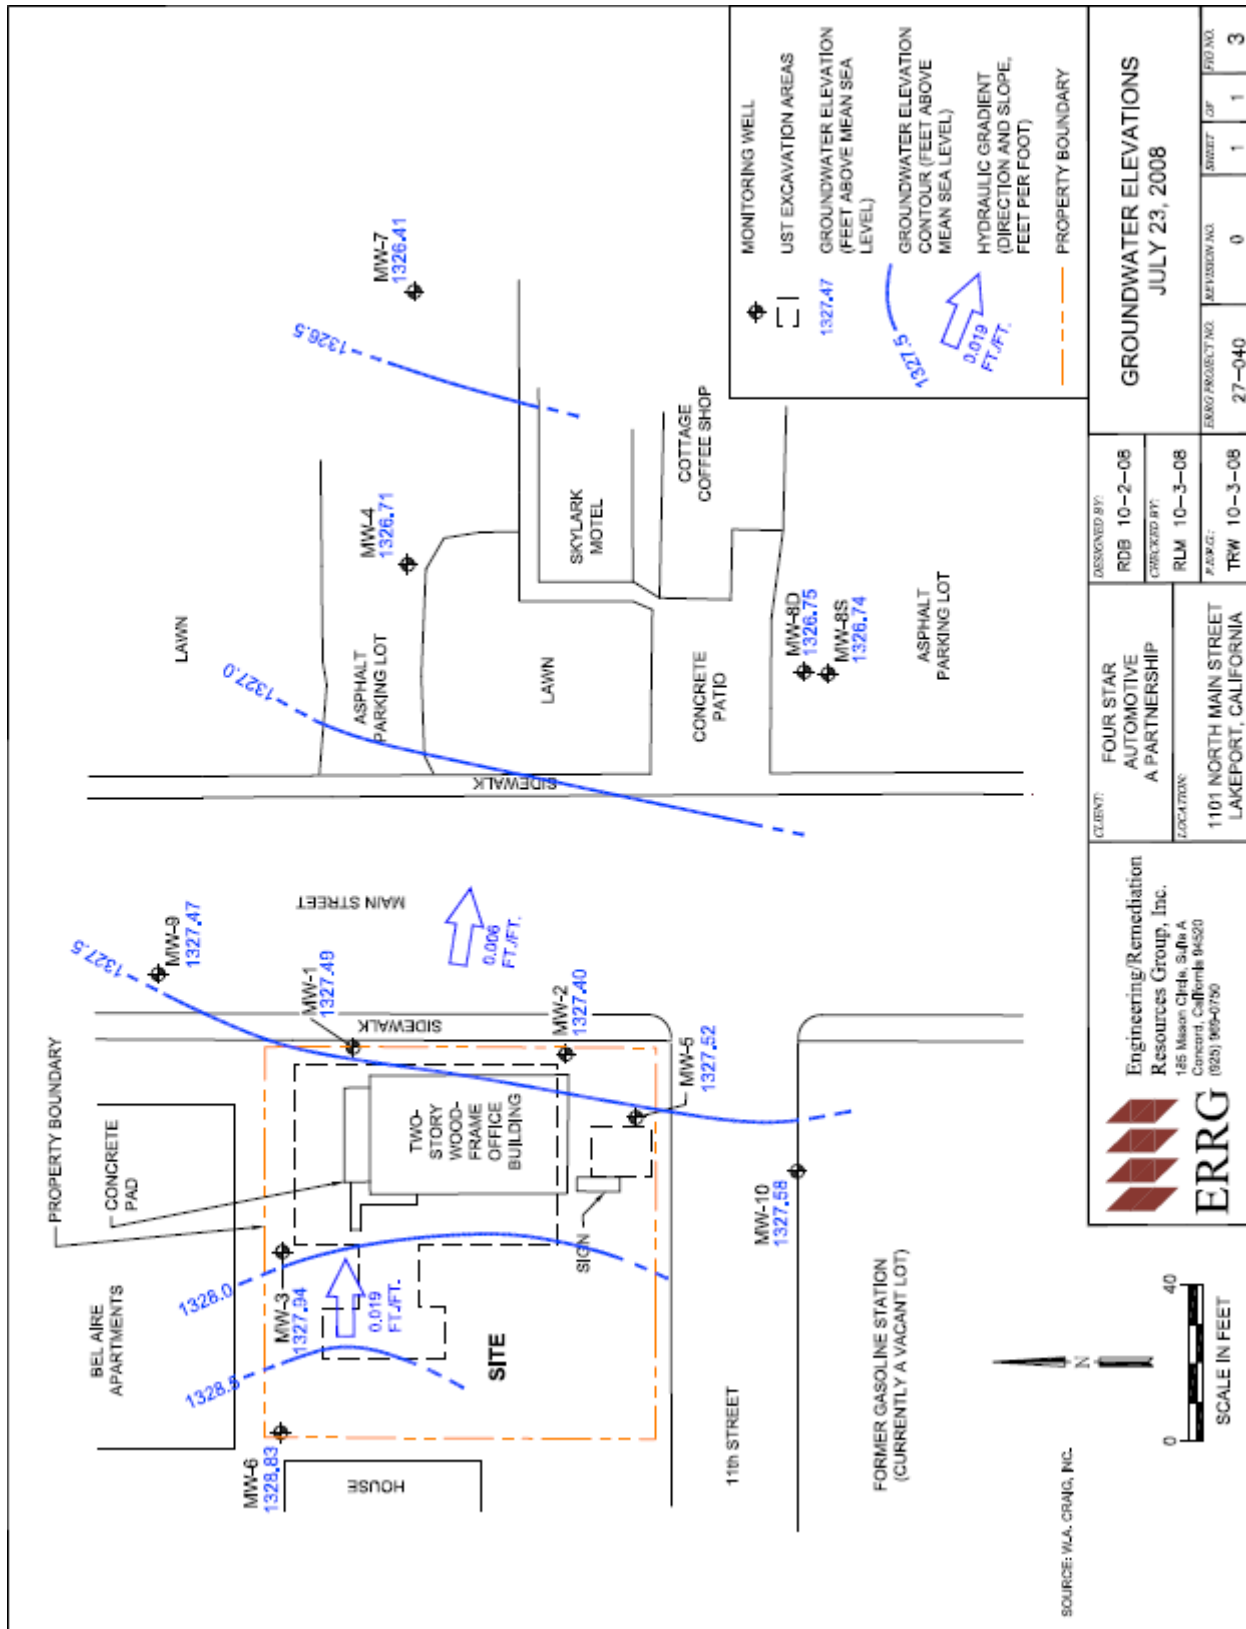 LAWN
ASPHALT
PARKING LOT
MW-4
1326.71
MW-7
1326.41
1326.5
1327.0
LAWN
SKYLARK
MOTEL
COTTAGE
COFFEE SHOP
CONCRETE
PATIO
MW-8D
1326.75
MW-8S
1326.74
ASPHALT
PARKING LOT
SIDEWALK
MAIN STREET
0.006
FT./FT.
1327.5
MW-9
1327.47
MW-1
1327.49
SIDEWALK
MW-2
1327.40
MW-5
1327.52
PROPERTY BOUNDARY
CONCRETE
PAD
BEL AIRE
APARTMENTS
TWO-
STORY
WOOD-
FRAME
OFFICE
BUILDING
SIGN
1328.0
MW-3
1327.94
0.019
FT./FT.
1328.5
SITE
MW-6
1328.83
HOUSE
11th STREET
MW-10
1327.58
FORMER GASOLINE STATION
(CURRENTLY A VACANT LOT)
N
0
40
SCALE IN FEET
SOURCE: W.A. CRAIG, INC.
MONITORING WELL
UST EXCAVATION AREAS
1327.47
GROUNDWATER ELEVATION
(FEET ABOVE MEAN SEA
LEVEL)
1327.5
GROUNDWATER ELEVATION
CONTOUR (FEET ABOVE
MEAN SEA LEVEL)
0.019
FT./FT.
HYDRAULIC GRADIENT
(DIRECTION AND SLOPE,
FEET PER FOOT)
PROPERTY BOUNDARY
ERRG
Engineering/Remediation
Resources Group, Inc.
185 Mason Circle, Suite A
Concord, California 94520
(925) 969-0750
CLIENT:
FOUR STAR
AUTOMOTIVE
A PARTNERSHIP
LOCATION:
1101 NORTH MAIN STREET
LAKEPORT, CALIFORNIA
DESIGNED BY:
RDB 10-2-08
CHECKED BY:
RLM 10-3-08
TRW 10-3-08
GROUNDWATER ELEVATIONS
JULY 23, 2008
ERRG PROJECT NO.
27-040
REVISION NO.
0
SHEET
1
OF
1
FIG NO.
3